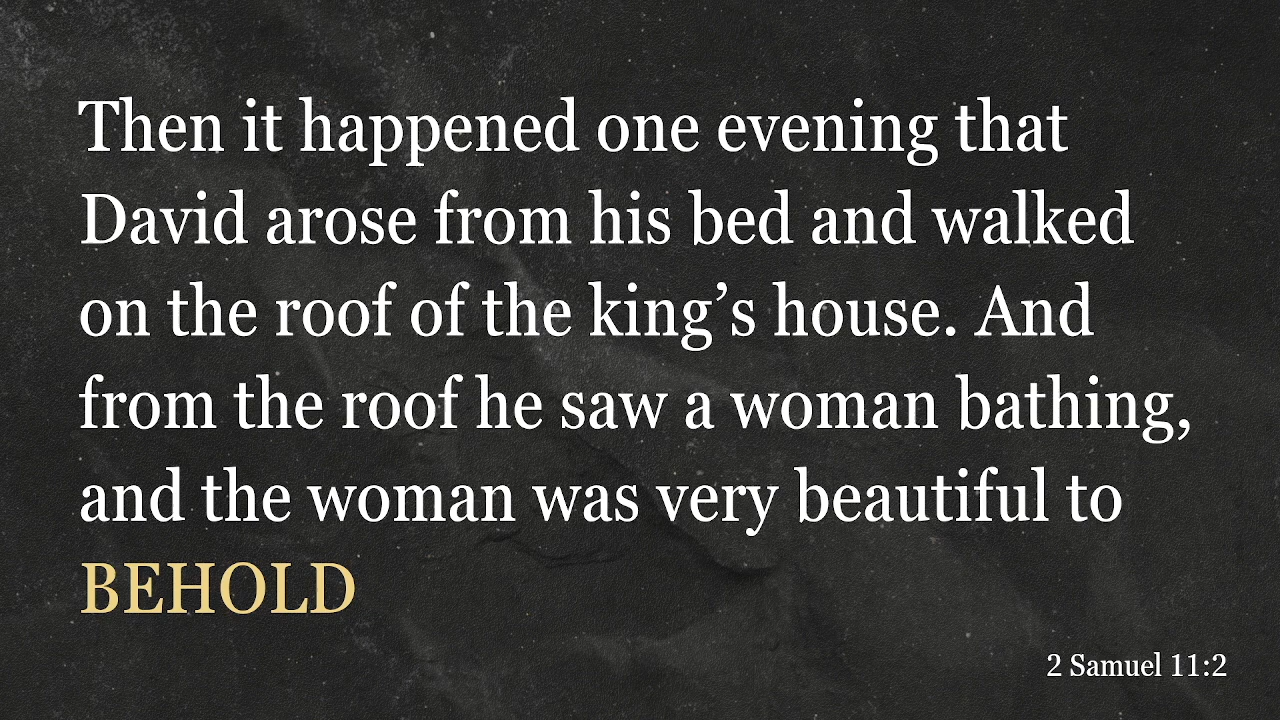 Then it happened one evening that
David arose from his bed and walked
on the roof of the king’s house. And
from the roof he saw a woman bathing,
and the woman was very beautiful to
BEHOLD
2 Samuel 11:2